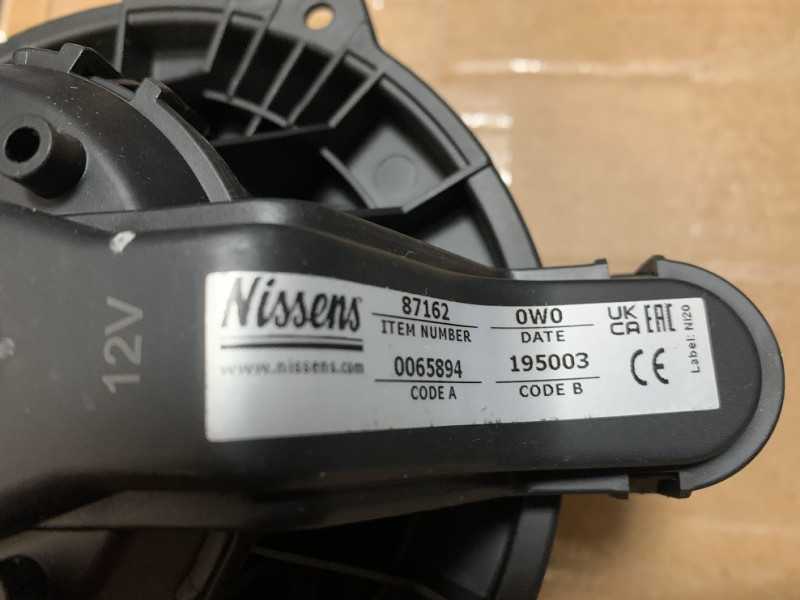 Nissens
www.nissens.com
87162
ITEM NUMBER
0065894
CODE A
0W0
DATE
195003
CODE B
UK
CA
EAC
CE
Label: NI20
12V